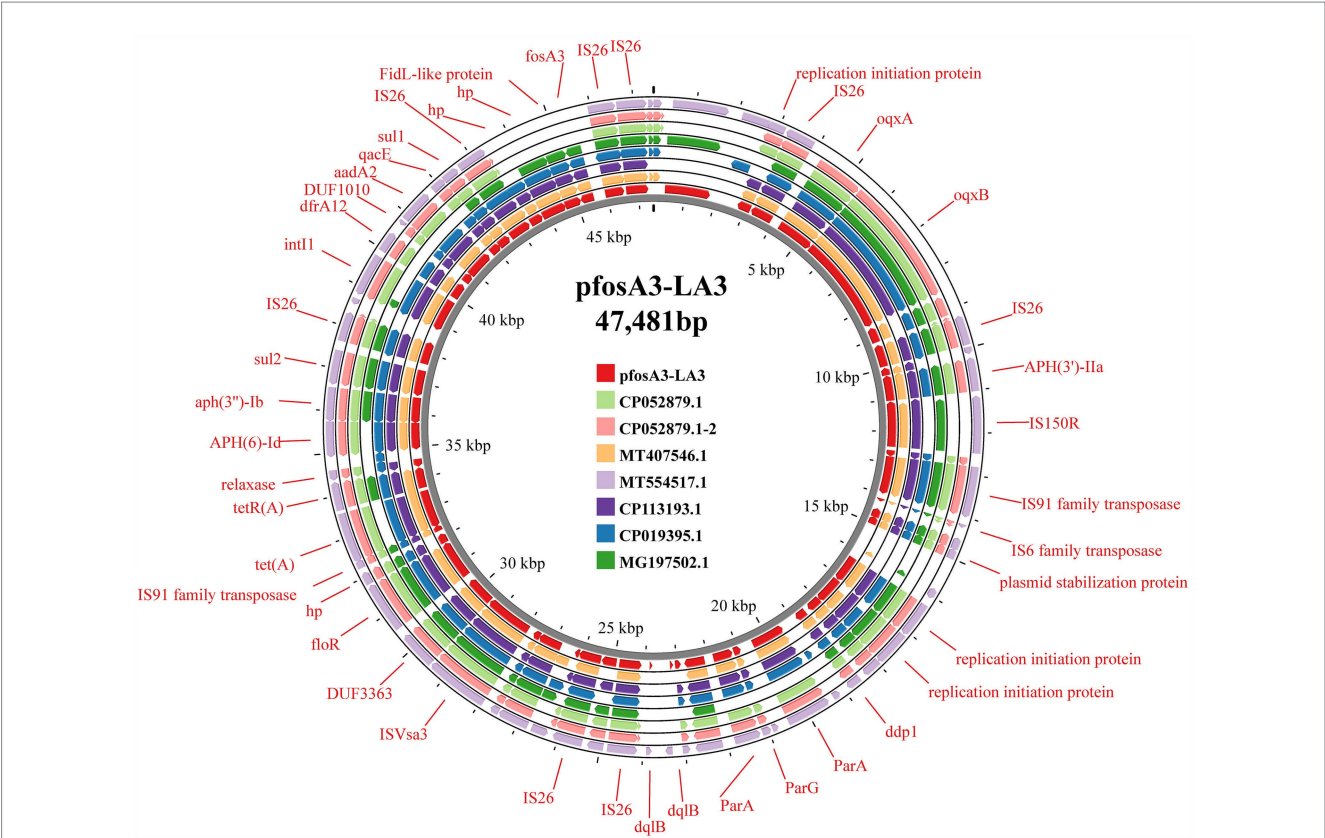 IS26
IS26
fosA3
FidL-like protein
hp
IS26
hp
sul1
qacE
aadA2
DUF1010
dfrA12
intI1
IS26
sul2
aph(3")-Ib
APH(6)-Id
relaxase
tetR(A)
tet(A)
IS91 family transposase
hp
floR
DUF3363
ISVsa3
IS26
IS26
dqlB
dqlB
ParA
ParG
ParA
ddp1
replication initiation protein
replication initiation protein
plasmid stabilization protein
IS6 family transposase
IS91 family transposase
IS150R
APH(3')-IIa
IS26
oqxB
oqxA
IS26
replication initiation protein
45 kbp
5 kbp
40 kbp
10 kbp
35 kbp
15 kbp
30 kbp
20 kbp
25 kbp
pfosA3-LA3
47,481bp
pfosA3-LA3
CP052879.1
CP052879.1-2
MT407546.1
MT554517.1
CP113193.1
CP019395.1
MG197502.1